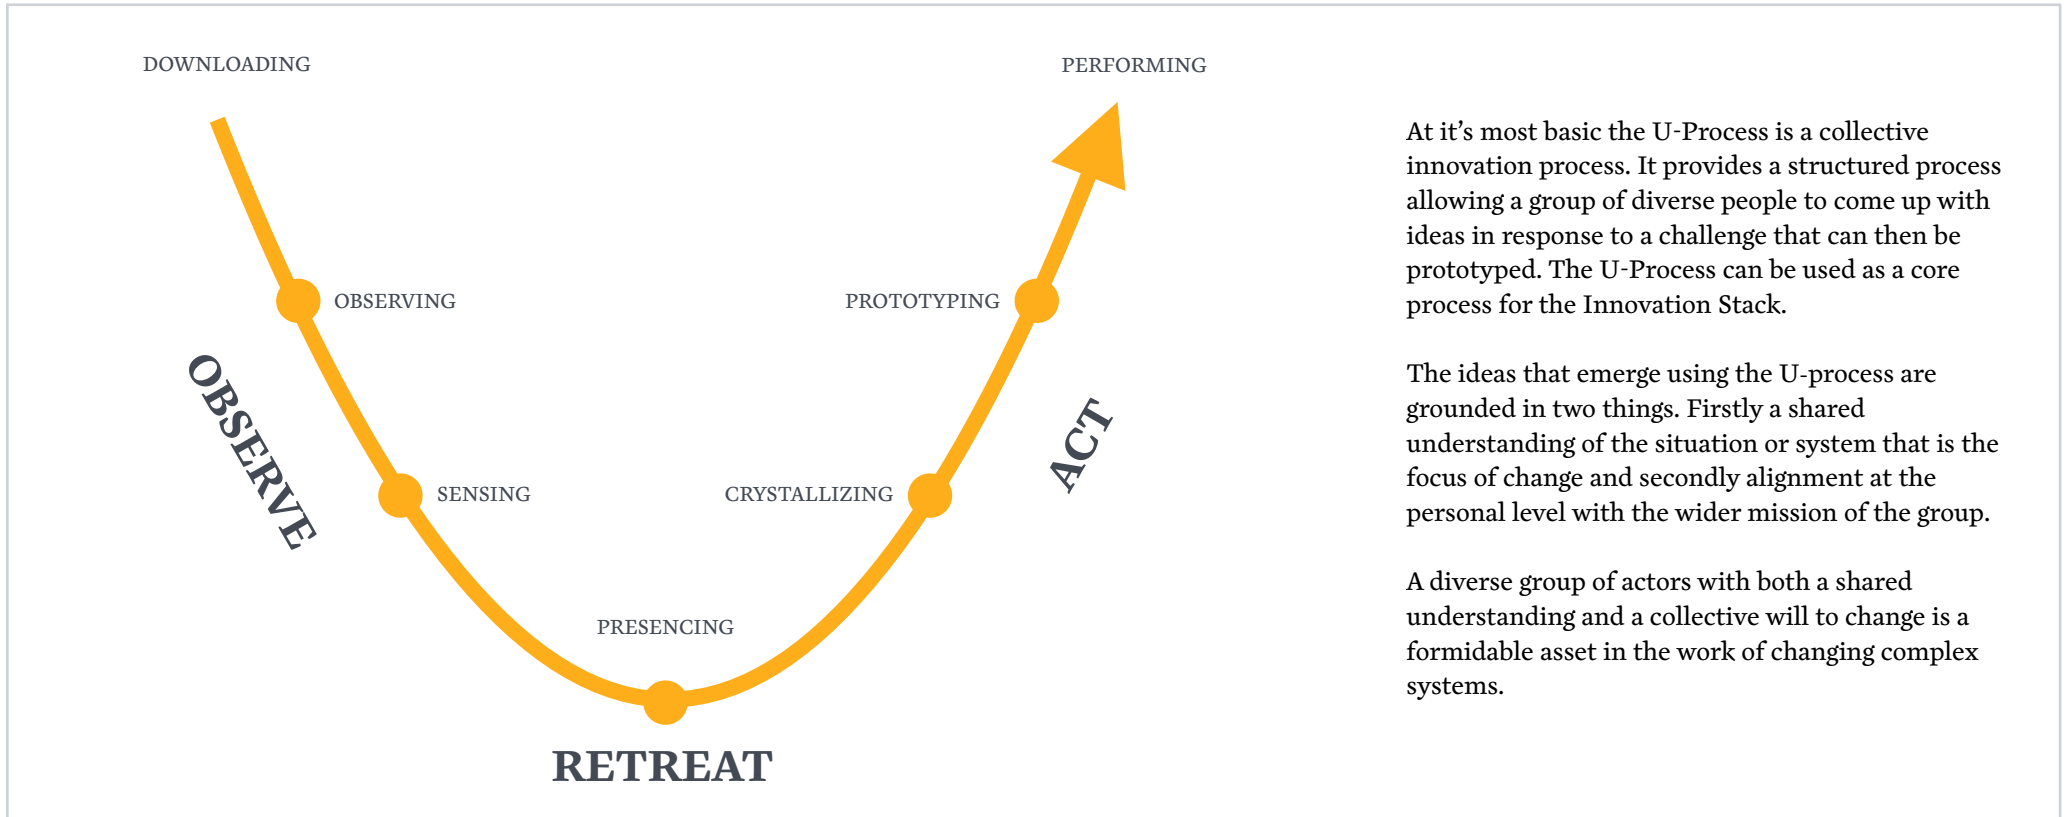 DOWNLOADING
PERFORMING
OBSERVING
PROTOTYPING
OBSERVE
ACT
SENSING
CRYSTALLIZING
PRESENCING
RETREAT
At it’s most basic the U-Process is a collective
innovation process. It provides a structured process
allowing a group of diverse people to come up with
ideas in response to a challenge that can then be
prototyped. The U-Process can be used as a core
process for the Innovation Stack.
The ideas that emerge using the U-process are
grounded in two things. Firstly a shared
understanding of the situation or system that is the
focus of change and secondly alignment at the
personal level with the wider mission of the group.
A diverse group of actors with both a shared
understanding and a collective will to change is a
formidable asset in the work of changing complex
systems.